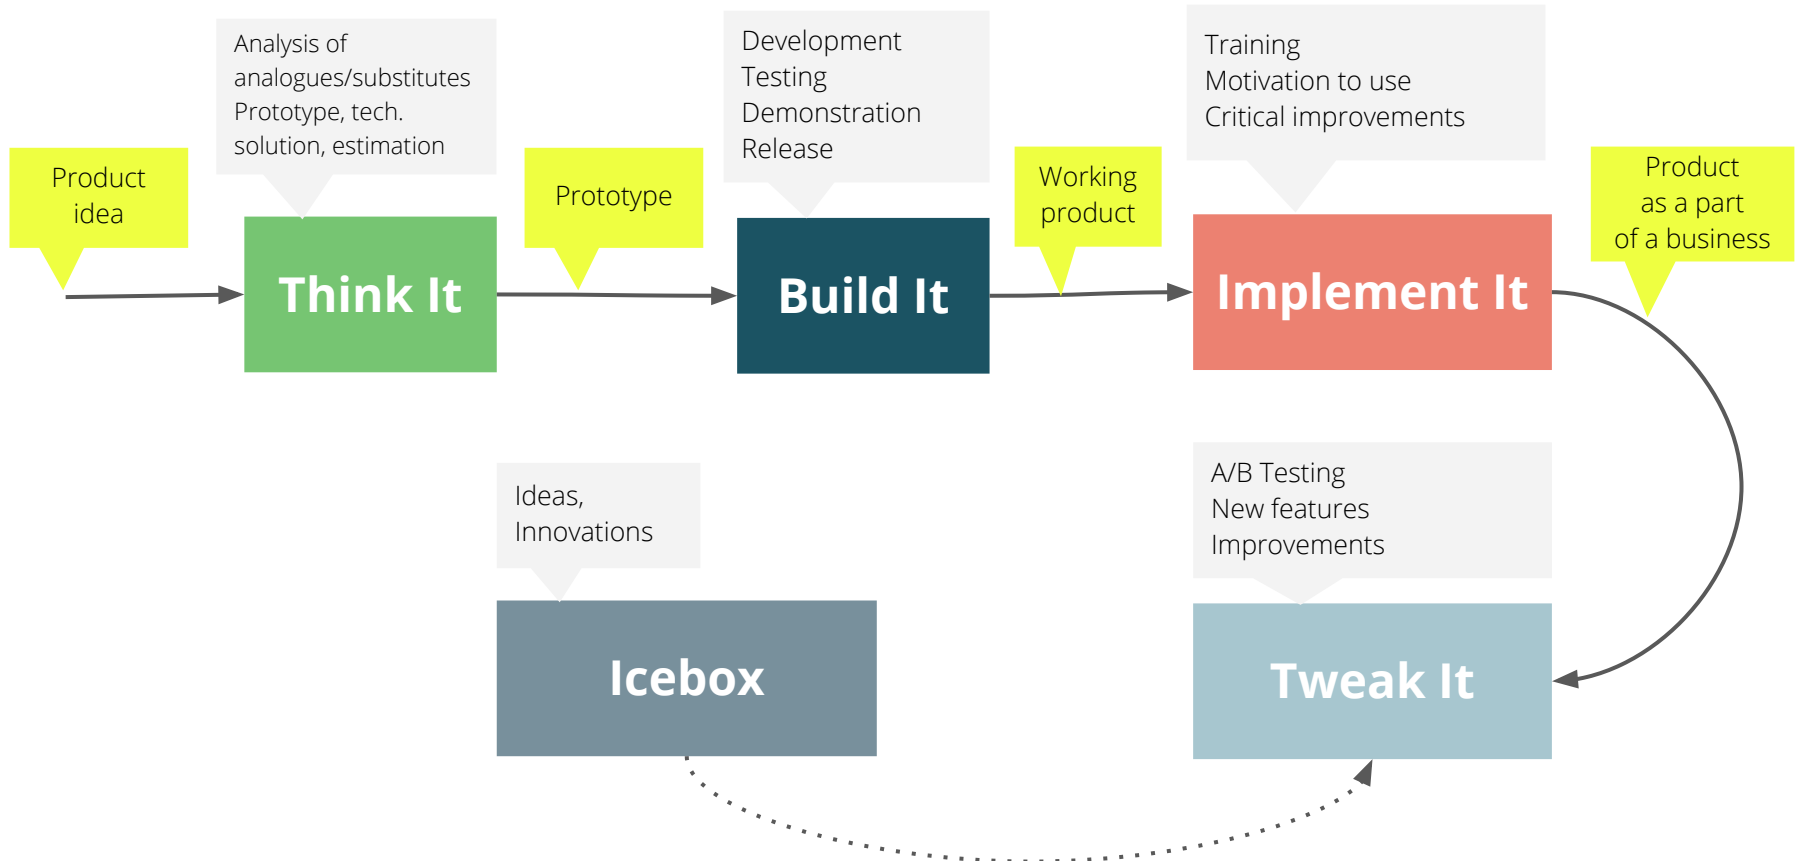 Product
idea
Analysis of
analogues/substitutes
Prototype, tech.
solution, estimation
Think It
Prototype
Development
Testing
Demonstration
Release
Build It
Working
product
Training
Motivation to use
Critical improvements
Implement It
Product
as a part
of a business
Ideas,
Innovations
Icebox
A/B Testing
New features
Improvements
Tweak It